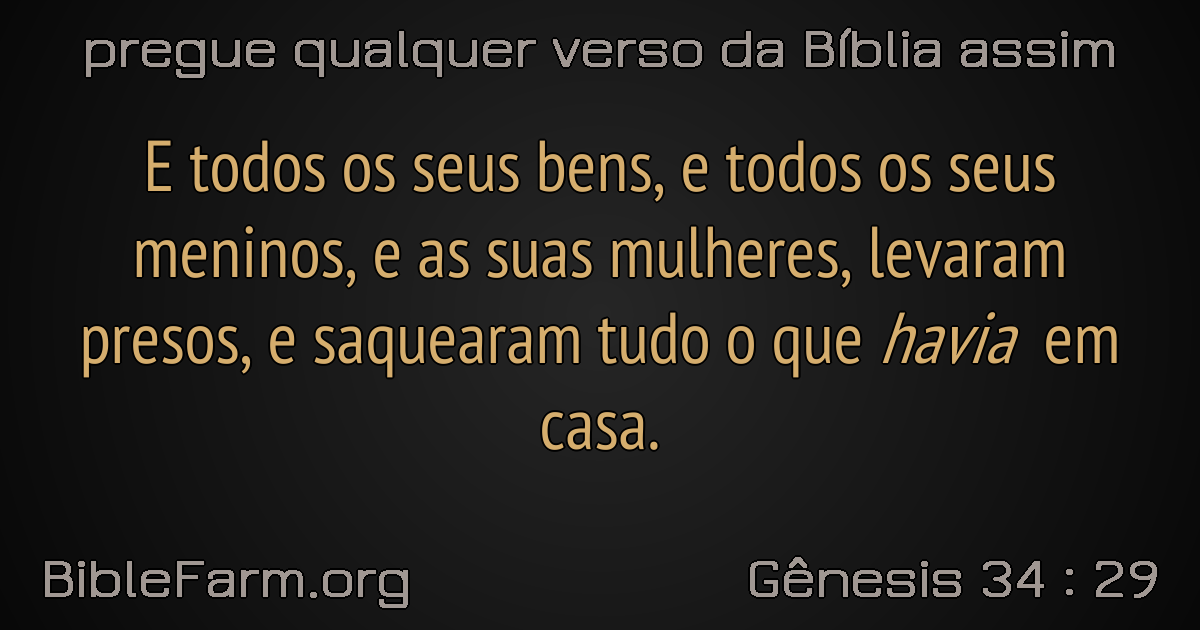 pregue qualquer verso da Bíblia assim
E todos os seus bens, e todos os seus
meninos, e as suas mulheres, levaram
presos, e saquearam tudo o que havia em
casa.
BibleFarm.org
Gênesis 34 : 29